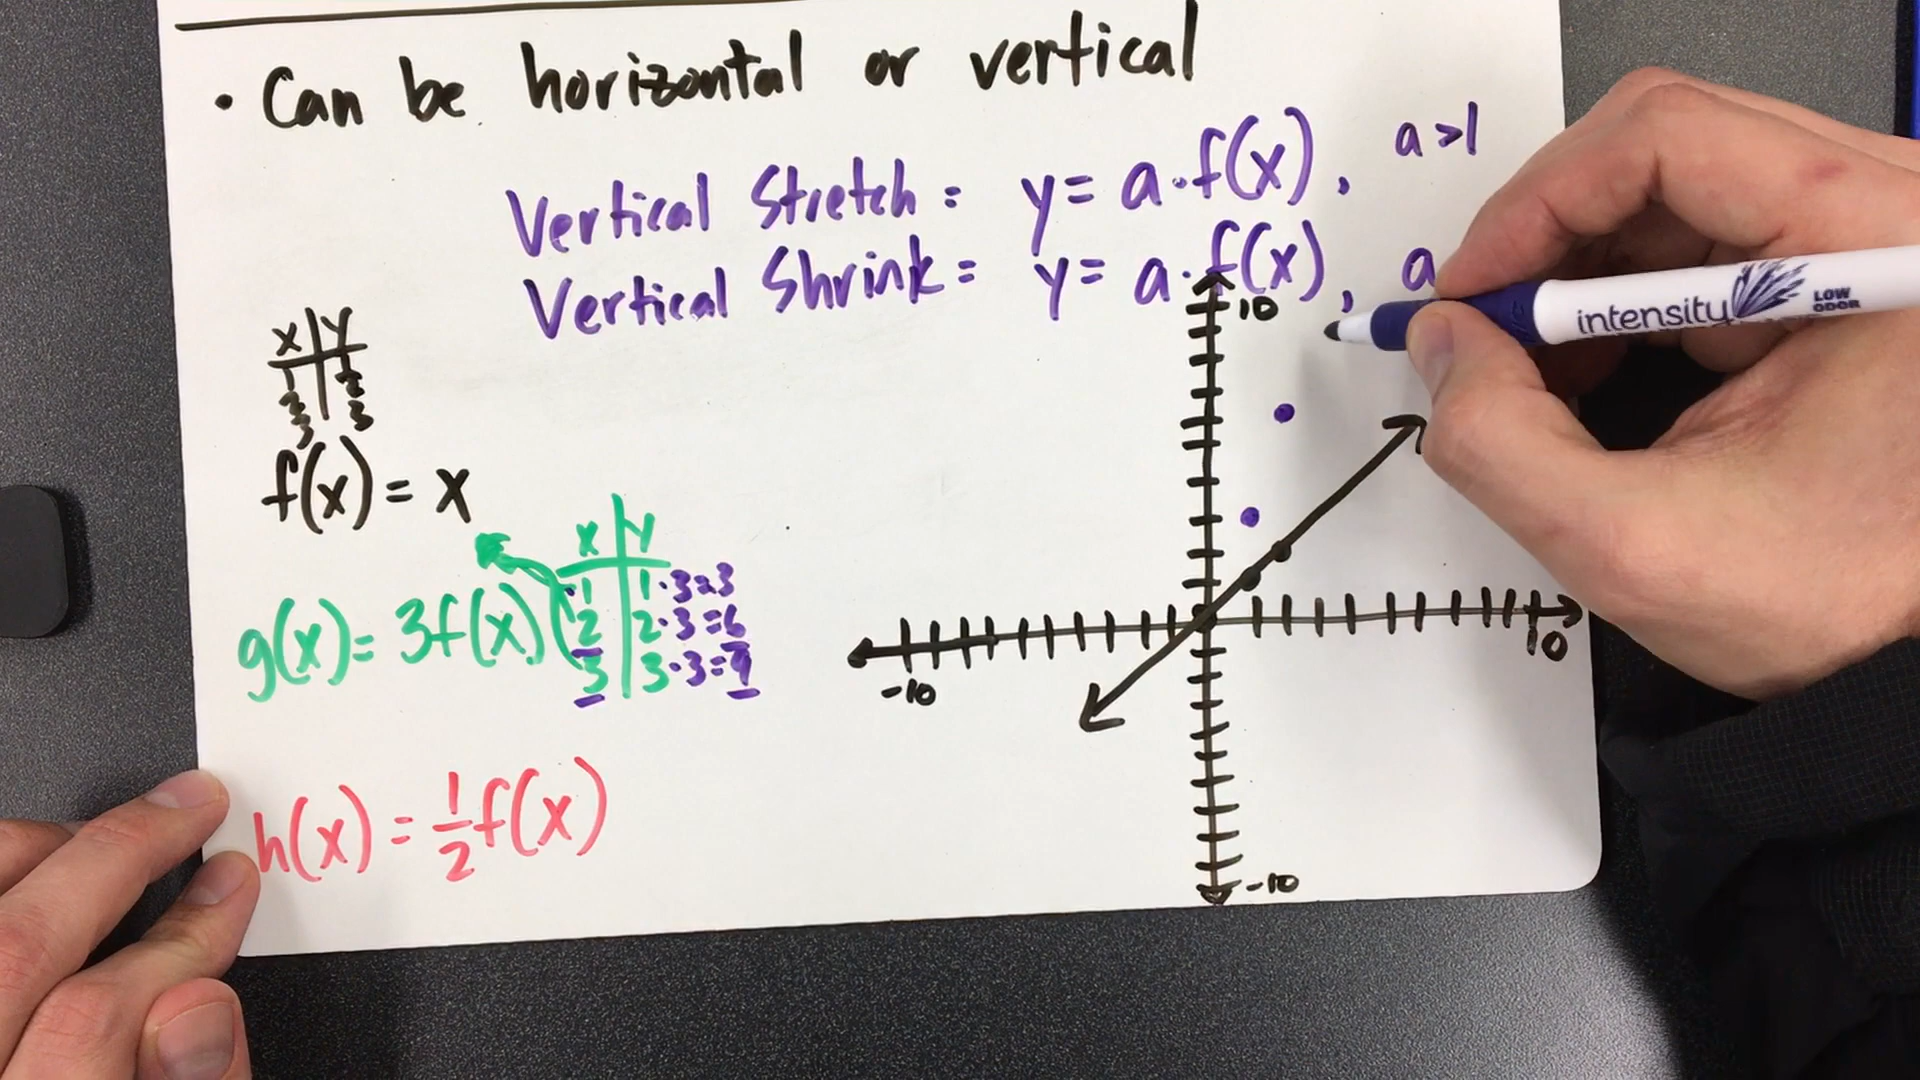 • Can be horizontal or vertical
Vertical Stretch: y= a·f(x), a>1
Vertical Shrink= y= a·f(x), a
x y
1 1
2 2
3 3
f(x)= x
g(x)= 3f(x)
x y
1 1·3=3
2 2·3=6
3 3·3=9
h(x)= 1/2 f(x)
10
-10
10
-10
intensity
LOW
ODOR